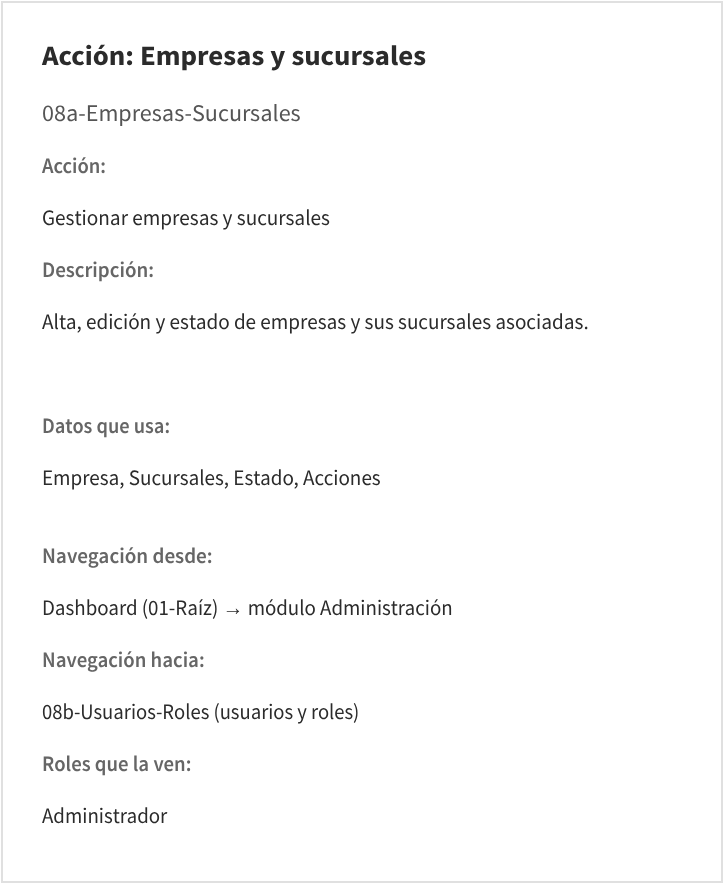 Acción: Empresas y sucursales
08a-Empresas-Sucursales
Acción:
Gestionar empresas y sucursales
Descripción:
Alta, edición y estado de empresas y sus sucursales asociadas.
Datos que usa:
Empresa, Sucursales, Estado, Acciones
Navegación desde:
Dashboard (01-Raíz) → módulo Administración
Navegación hacia:
08b-Usuarios-Roles (usuarios y roles)
Roles que la ven:
Administrador